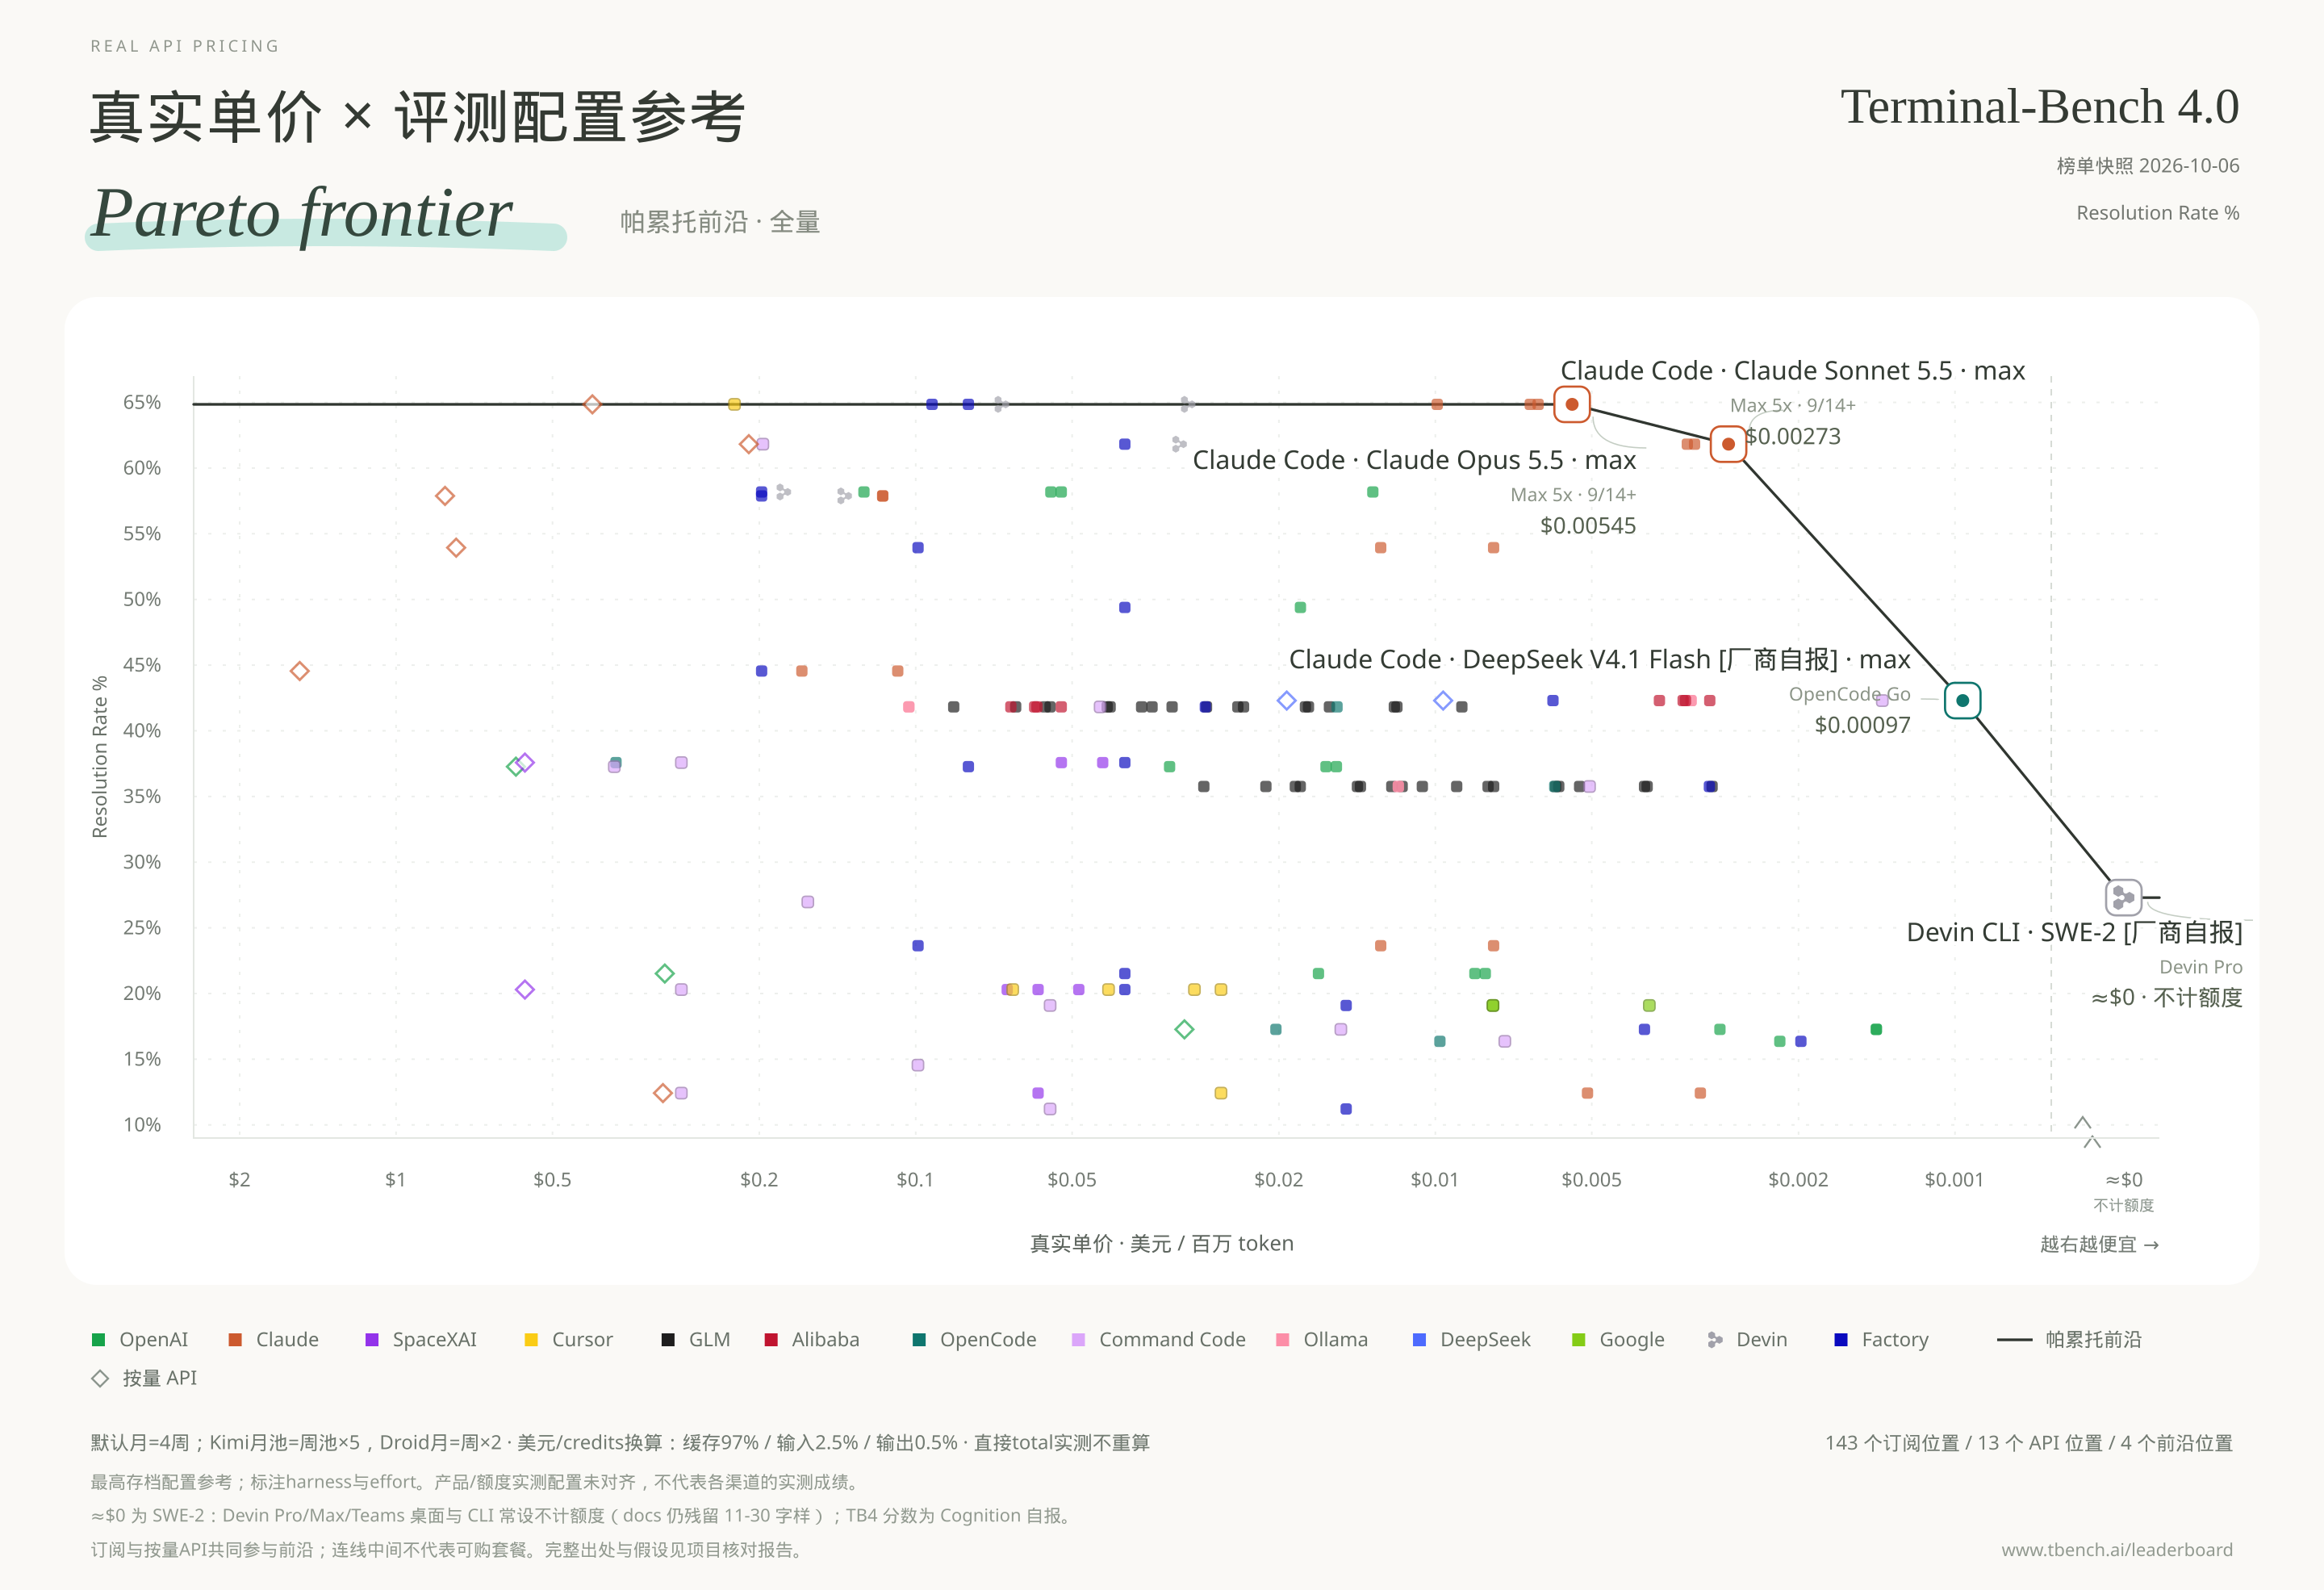 REAL API PRICING
真实单价 × 评测配置参考
Pareto frontier
帕累托前沿 · 全量
Terminal-Bench 4.0
榜单快照 2026-10-06
Resolution Rate %
Claude Code · Claude Sonnet 5.5 · max
Max 5x · 9/14+
$0.00273
Claude Code · Claude Opus 5.5 · max
Max 5x · 9/14+
$0.00545
Claude Code · DeepSeek V4.1 Flash [厂商自报] · max
OpenCode Go
$0.00097
Devin CLI · SWE-2 [厂商自报]
Devin Pro
≈$0 · 不计额度
Resolution Rate %
65%
60%
55%
50%
45%
40%
35%
30%
25%
20%
15%
10%
$2 $1 $0.5 $0.2 $0.1 $0.05 $0.02 $0.01 $0.005 $0.002 $0.001 ≈$0
不计额度
真实单价 · 美元 / 百万 token
越右越便宜 →
OpenAI Claude SpaceXAI Cursor GLM Alibaba OpenCode Command Code Ollama DeepSeek Google Devin Factory 帕累托前沿
按量 API
默认月=4周；Kimi月池=周池×5，Droid月=周×2 · 美元/credits换算：缓存97% / 输入2.5% / 输出0.5% · 直接total实测不重算
143 个订阅位置 / 13 个 API 位置 / 4 个前沿位置
最高存档配置参考；标注harness与effort。产品/额度实测配置未对齐，不代表各渠道的实测成绩。
≈$0 为 SWE-2：Devin Pro/Max/Teams 桌面与 CLI 常设不计额度（docs 仍残留 11-30 字样）；TB4 分数为 Cognition 自报。
订阅与按量API共同参与前沿；连线中间不代表可购套餐。完整出处与假设见项目核对报告。
www.tbench.ai/leaderboard